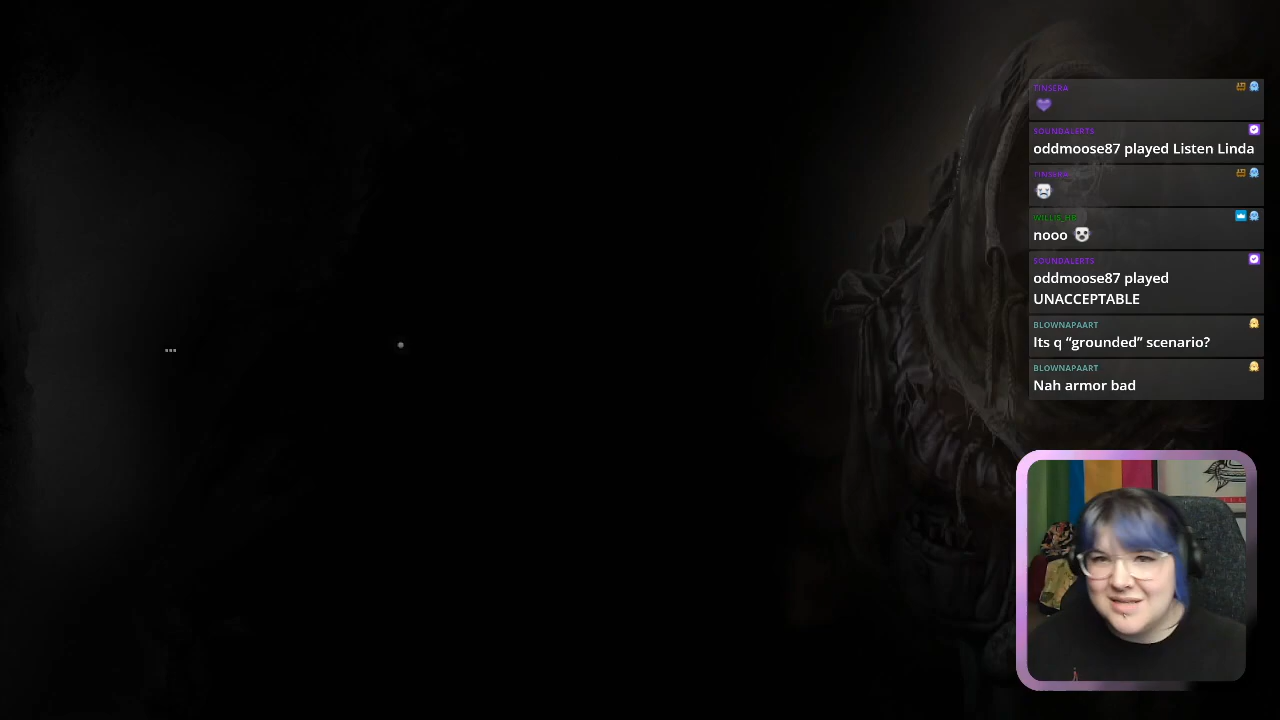 ...
TINSERA
SOUNDALERTS
oddmoose87 played Listen Linda
TINSERA
WILLIS_HB
nooo
SOUNDALERTS
oddmoose87 played
UNACCEPTABLE
BLOWNAPAART
Its q “grounded” scenario?
BLOWNAPAART
Nah armor bad